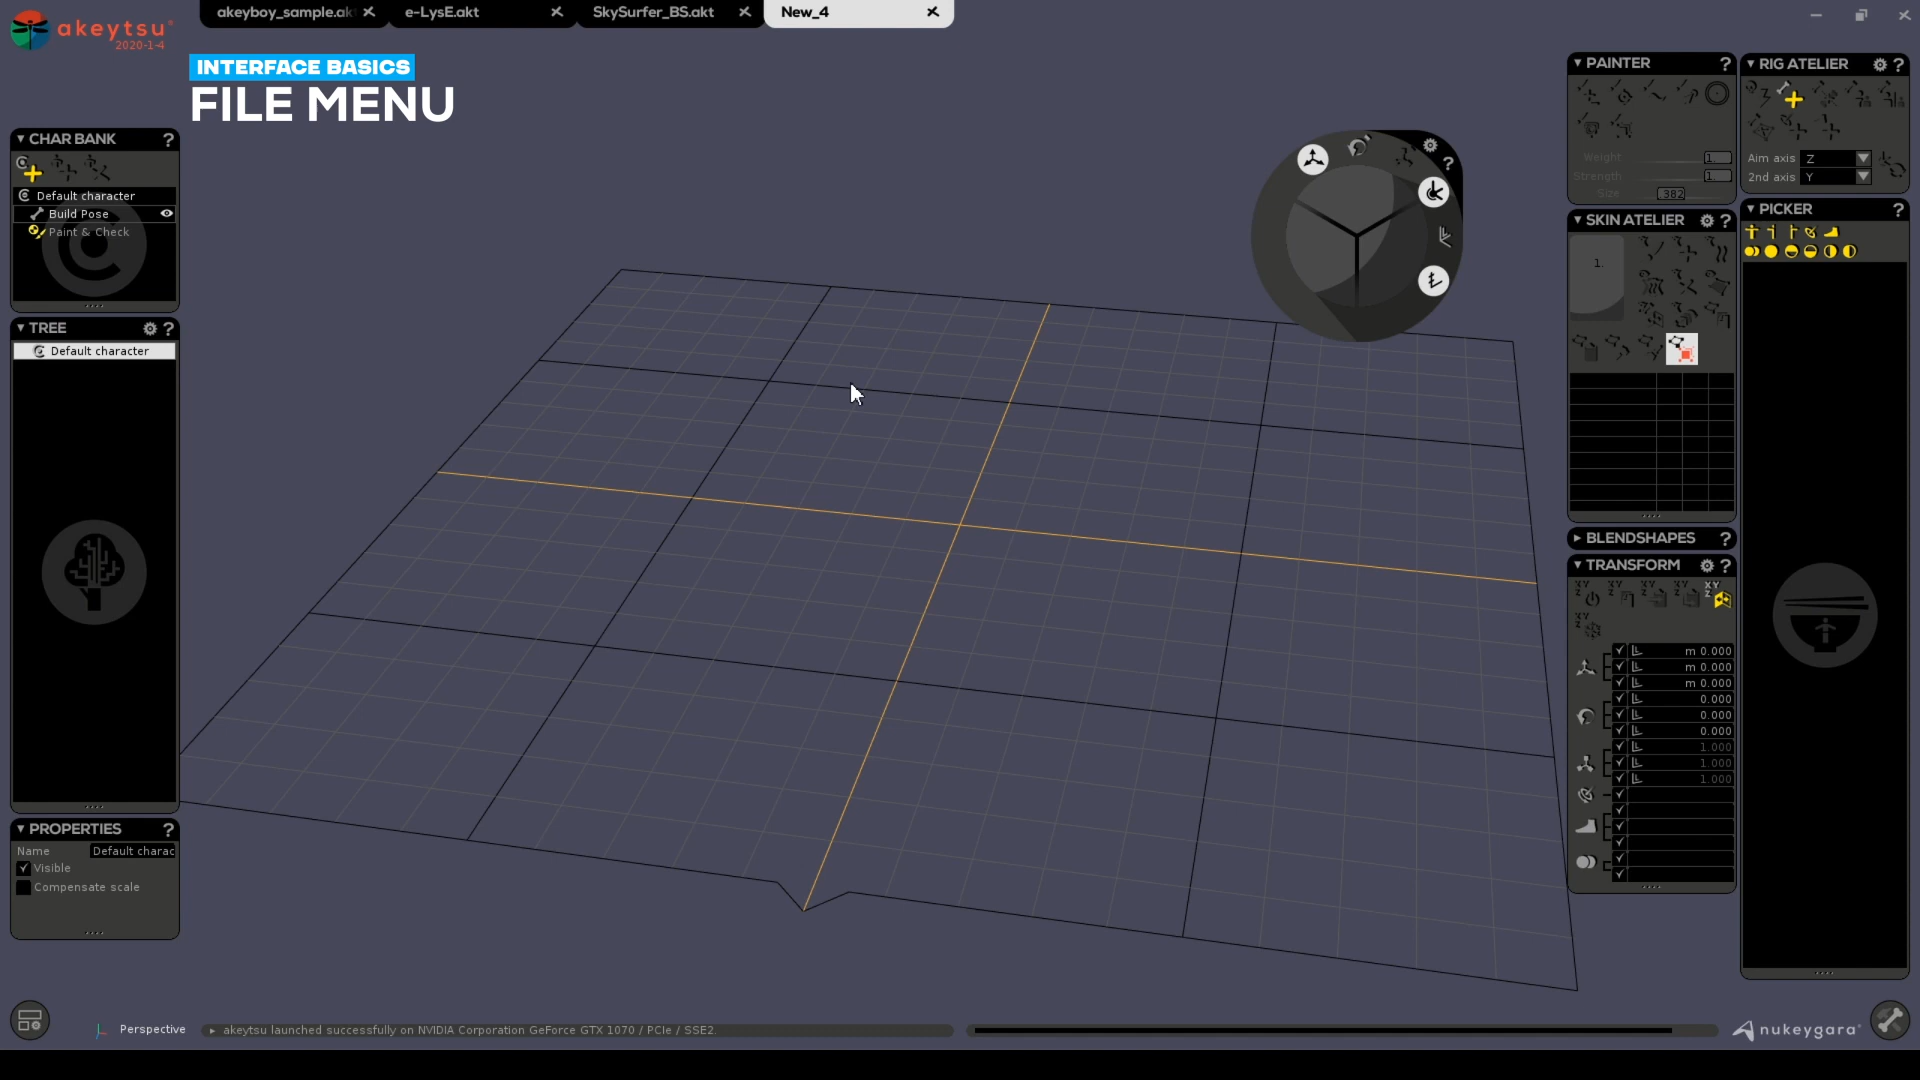 akeytsu
2020-1-4
akeyboy_sample.ak
e-LysE.akt
SkySurfer_BS.akt
New_4
INTERFACE BASICS
FILE MENU
CHAR BANK
?
Default character
Build Pose
Paint & Check
TREE
?
Default character
PROPERTIES
?
Name
Default charac
Visible
Compensate scale
?
PAINTER
?
Weight
1.
Strength
1.
Size
382
SKIN ATELIER
?
1.
BLENDSHAPES
?
TRANSFORM
?
m 0.000
m 0.000
m 0.000
0.000
0.000
0.000
1.000
1.000
1.000
RIG ATELIER
?
Aim axis
Z
2nd axis
Y
PICKER
?
Perspective
akeytsu launched successfully on NVIDIA Corporation GeForce GTX 1070 / PCIe / SSE2.
nukeygara